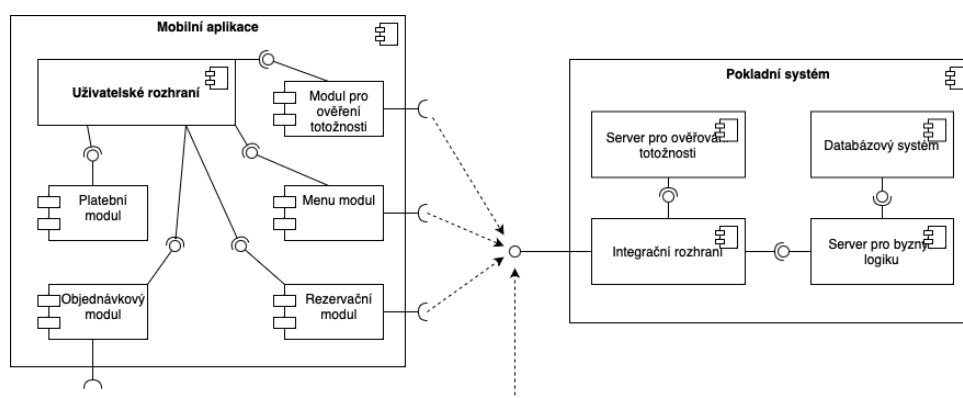 Mobilní aplikace
Uživatelské rozhraní
Modul pro
ověření
totožnosti
Platební
modul
Menu modul
Objednávkový
modul
Rezervační
modul
Pokladní systém
Server pro ověřován
totožnosti
Databázový systém
Integrační rozhraní
Server pro byzny
logiku